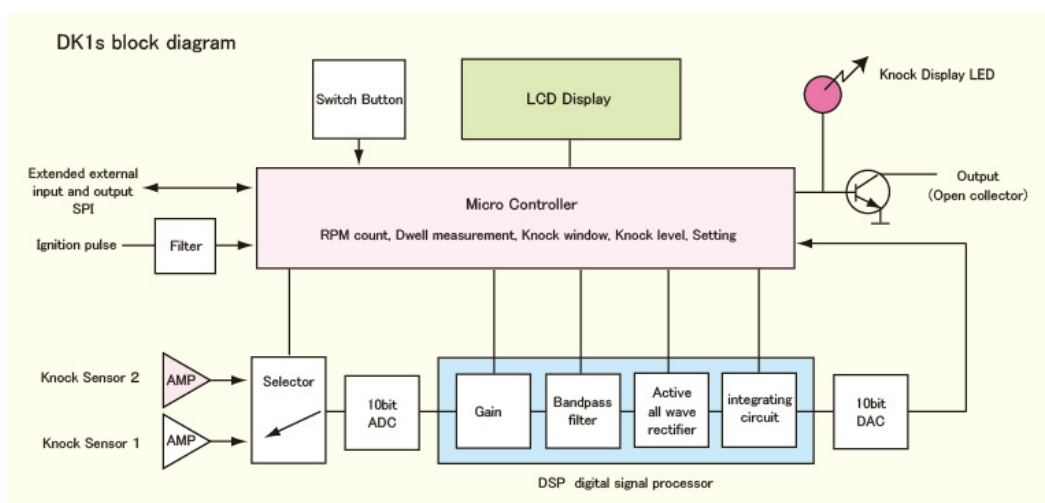 DK1s block diagram
Switch Button
LCD Display
Knock Display LED
Extended external
input and output
SPI
Micro Controller
RPM count, Dwell measurement, Knock window, Knock level, Setting
Output
(Open collector)
Ignition pulse
Filter
Knock Sensor 2
AMP
Selector
10bit
ADC
Gain
Bandpass
filter
Active
all wave
rectifier
integrating
circuit
10bit
DAC
Knock Sensor 1
AMP
DSP digital signal processor